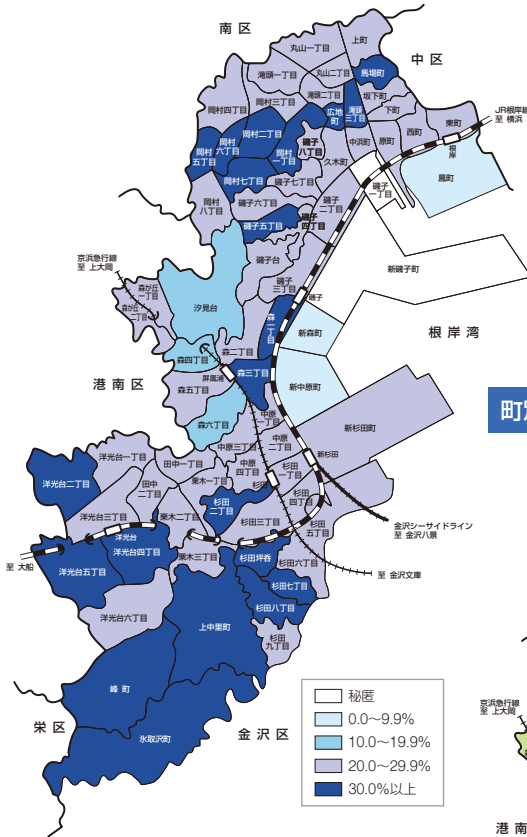 南区
中区
港南区
栄区
金沢区
根岸湾
JR根岸線
至 横浜
根岸
上町
丸山一丁目
丸山二丁目
馬場町
滝頭一丁目
滝頭二丁目
滝頭
三丁目
坂下町
下町
西町
東町
鳳町
岡村三丁目
岡村四丁目
広地町
岡村二丁目
岡村
六丁目
岡村
五丁目
岡村
一丁目
磯子
八丁目
中浜町
原町
久木町
岡村七丁目
磯子七丁目
磯子
一丁目
岡村
八丁目
磯子六丁目
磯子
二丁目
磯子五丁目
磯子
四丁目
新磯子町
磯子台
磯子
三丁目
磯子
京浜急行線
至 上大岡
森が丘
一丁目
森が丘
二丁目
汐見台
森一丁目
新森町
森二丁目
森四丁目
屏風浦
森三丁目
新中原町
森五丁目
森六丁目
中原
一丁目
新杉田町
中原三丁目
中原
二丁目
中原
四丁目
新杉田
杉田
杉田
一丁目
洋光台一丁目
田中一丁目
洋光台二丁目
田中
二丁目
栗木一丁目
杉田
二丁目
杉田
四丁目
洋光台三丁目
栗木二丁目
杉田三丁目
杉田
五丁目
洋光台
洋光台四丁目
栗木三丁目
杉田坪呑
杉田六丁目
金沢シーサイドライン
至 金沢八景
至 大船
洋光台五丁目
杉田七丁目
至 金沢文庫
杉田八丁目
洋光台六丁目
上中里町
杉田
九丁目
峰町
氷取沢町
町
秘匿
0.0〜9.9%
10.0〜19.9%
20.0〜29.9%
30.0%以上
京浜急行線
至 上大岡
港南